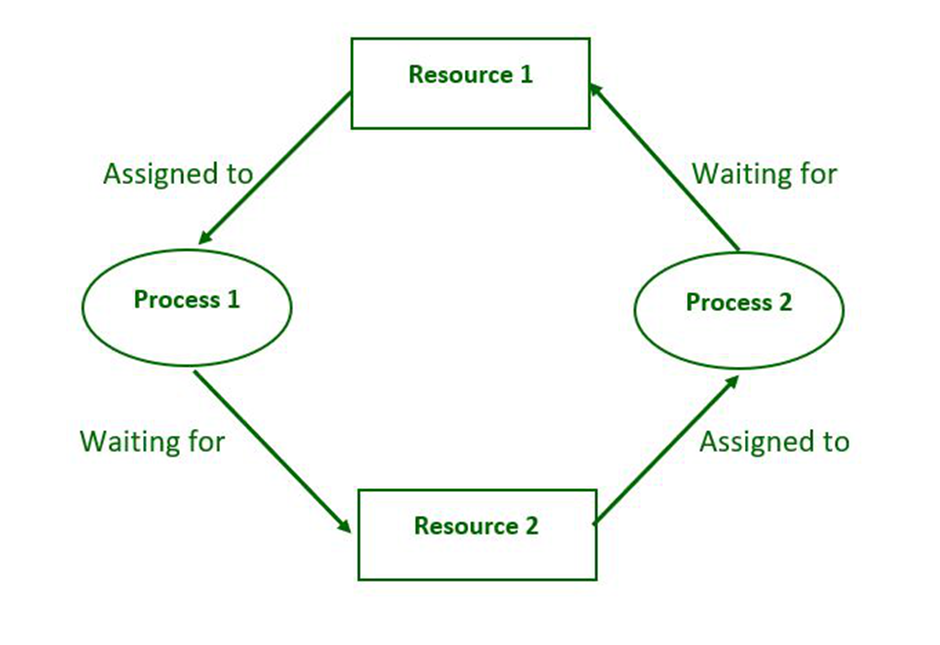 Resource 1
Assigned to
Waiting for
Process 1
Process 2
Waiting for
Assigned to
Resource 2